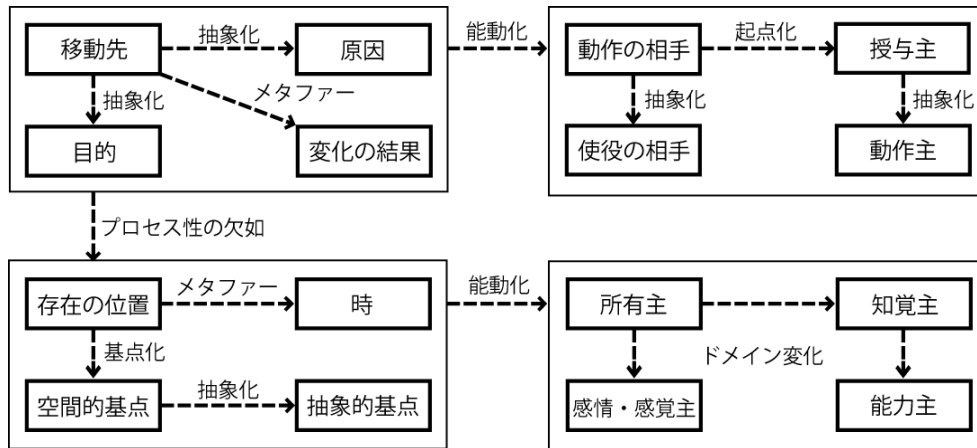 移動先
抽象化
原因
抽象化
メタファー
目的
変化の結果
能動化
動作の相手
起点化
授与主
抽象化
抽象化
使役の相手
動作主
プロセス性の欠如
存在の位置
メタファー
時
基点化
空間的基点
抽象化
抽象的基点
能動化
所有主
知覚主
ドメイン変化
感情・感覚主
能力主